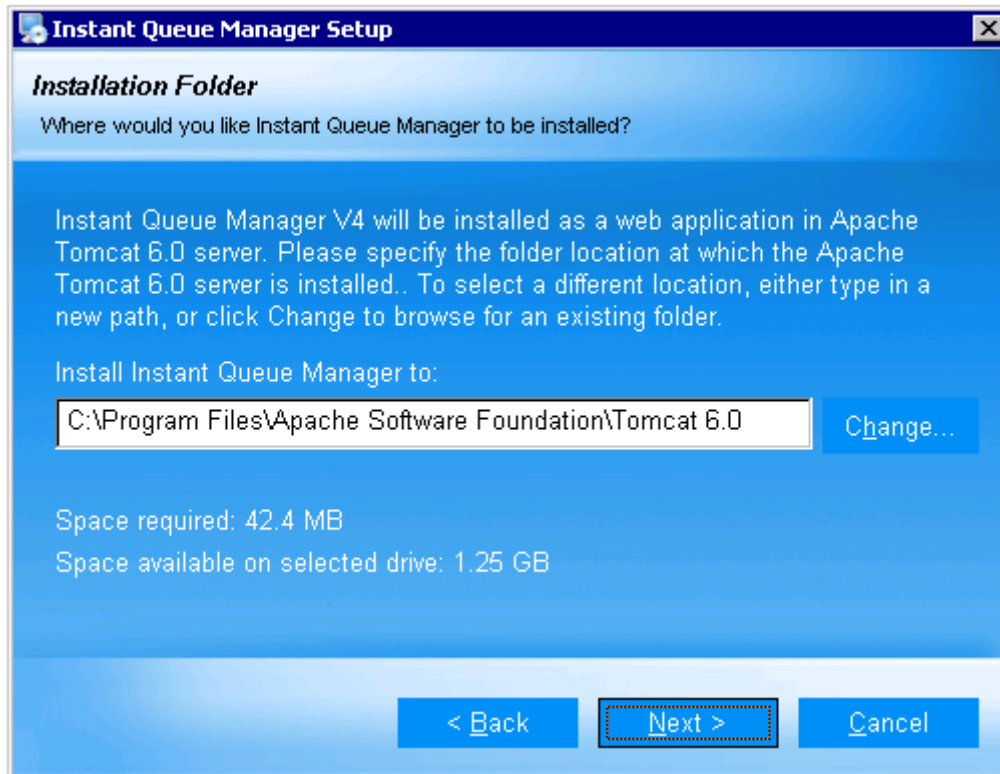 Instant Queue Manager Setup
Installation Folder
Where would you like Instant Queue Manager to be installed?
Instant Queue Manager V4 will be installed as a web application in Apache
Tomcat 6.0 server. Please specify the folder location at which the Apache
Tomcat 6.0 server is installed.. To select a different location, either type in a
new path, or click Change to browse for an existing folder.
Install Instant Queue Manager to:
C:\Program Files\Apache Software Foundation\Tomcat 6.0
Change...
Space required: 42.4 MB
Space available on selected drive: 1.25 GB
< Back
Next >
Cancel